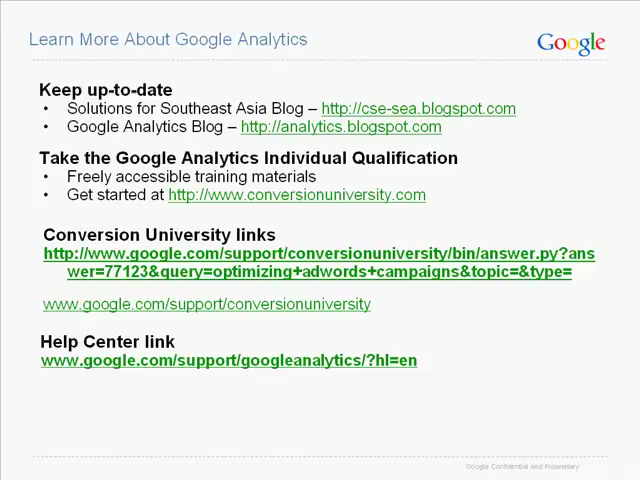 Learn More About Google Analytics
Google
Keep up-to-date
• Solutions for Southeast Asia Blog – http://cse-sea.blogspot.com
• Google Analytics Blog – http://analytics.blogspot.com
Take the Google Analytics Individual Qualification
• Freely accessible training materials
• Get started at http://www.conversionuniversity.com
Conversion University links
http://www.google.com/support/conversionuniversity/bin/answer.py?ans
wer=77123&query=optimizing+adwords+campaigns&topic=&type=
www.google.com/support/conversionuniversity
Help Center link
www.google.com/support/googleanalytics/?hl=en
Google Confidential and Proprietary